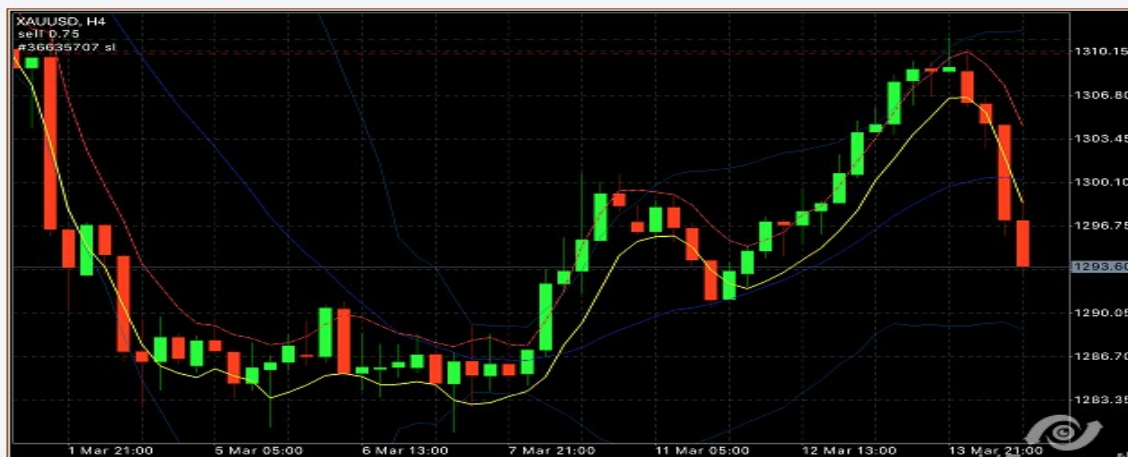 XAUUSD, H4
sell 0.75
#36635707 sl
1310.15
1306.80
1303.45
1300.10
1296.75
1293.60
1290.05
1286.70
1283.35
1 Mar 21:00 5 Mar 05:00 6 Mar 13:00 7 Mar 21:00 11 Mar 05:00 12 Mar 13:00 13 Mar 21:00